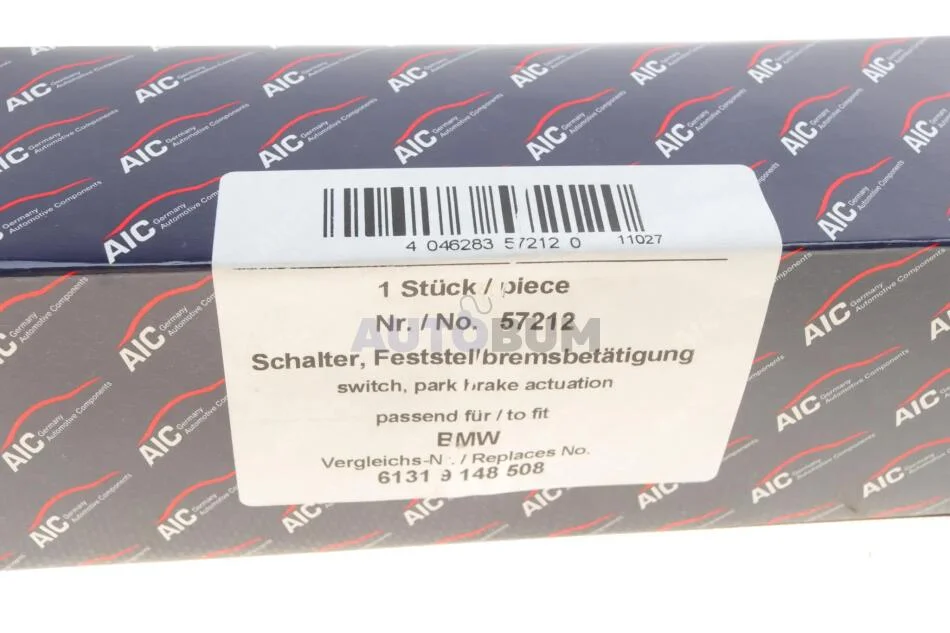 AIC Germany
Automotive Components
4 046283 57212 0
11027
1 Stück / piece
Nr. / No. 57212
AUTOBUM
Schalter, Feststellbremsbetätigung
switch, park brake actuation
passend für / to fit
BMW
Vergleichs-Nr. / Replaces No.
6131 9 148 508